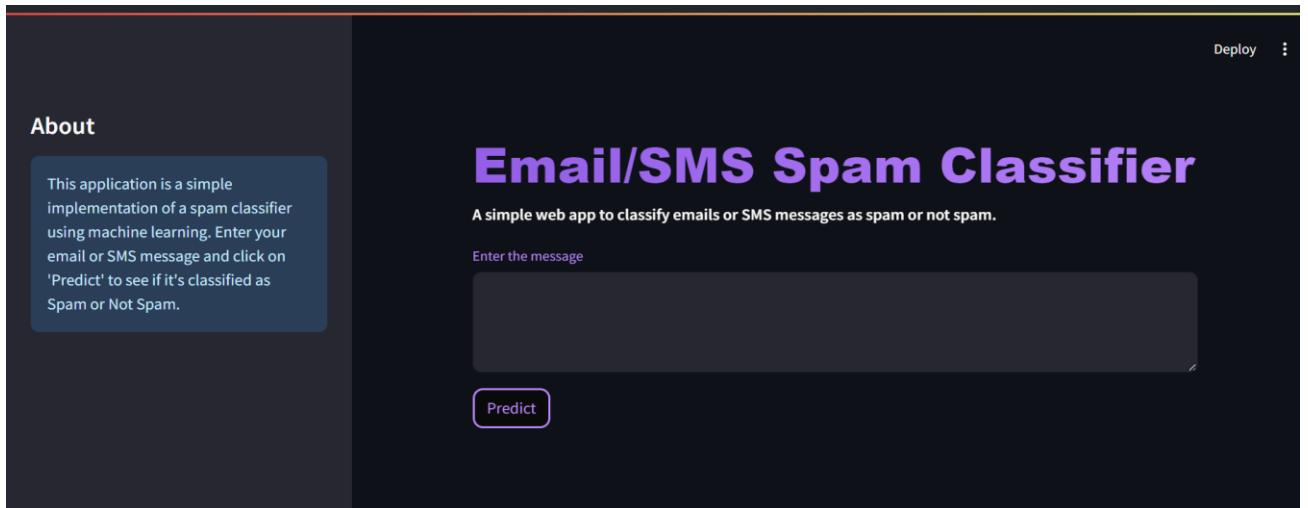 Deploy
About
This application is a simple
implementation of a spam classifier
using machine learning. Enter your
email or SMS message and click on
'Predict' to see if it's classified as
Spam or Not Spam.
Email/SMS Spam Classifier
A simple web app to classify emails or SMS messages as spam or not spam.
Enter the message
Predict